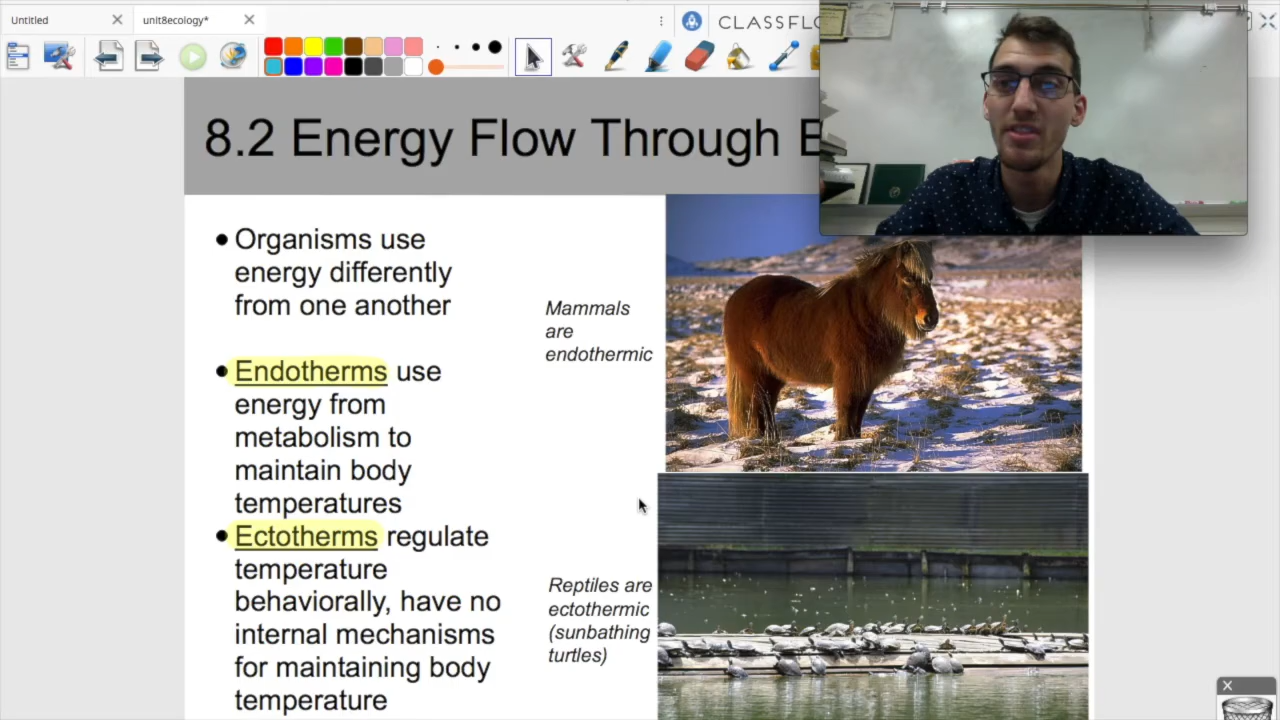 Untitled
unit8ecology*
CLASSFLO
8.2 Energy Flow Through E
Organisms use
energy differently
from one another
Mammals
are
endothermic
Endotherms use
energy from
metabolism to
maintain body
temperatures
Ectotherms regulate
temperature
behaviorally, have no
internal mechanisms
for maintaining body
temperature
Reptiles are
ectothermic
(sunbathing
turtles)